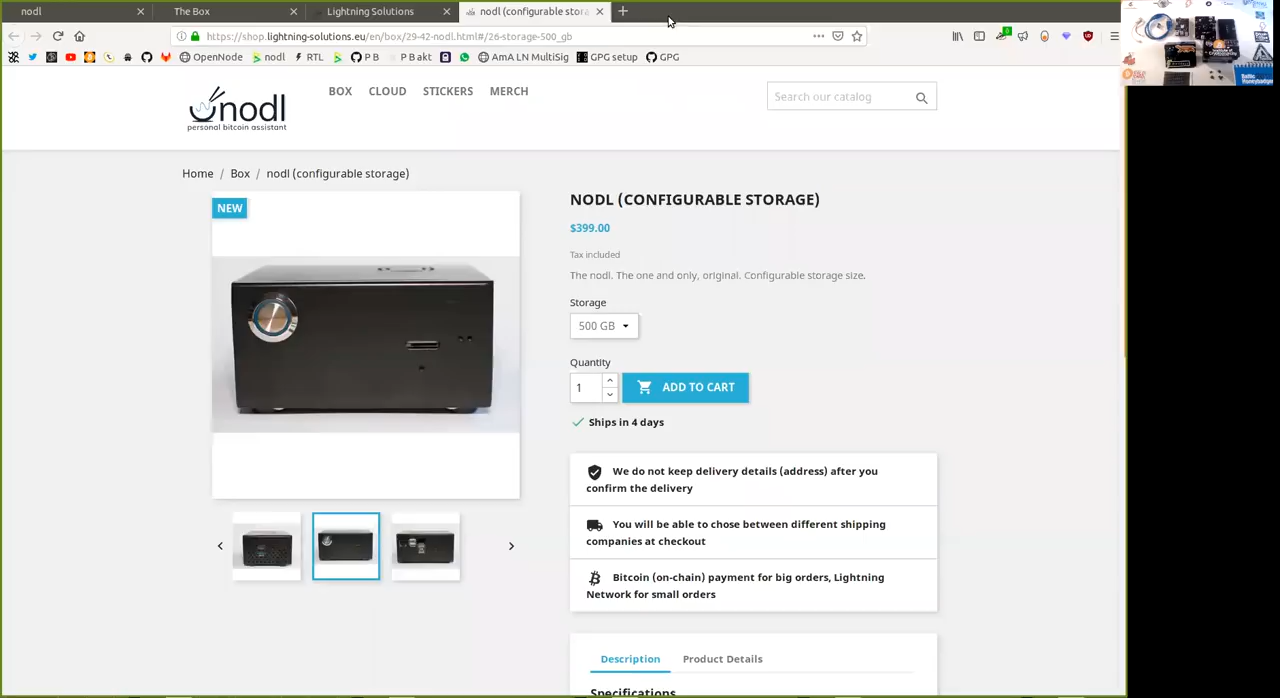 nodl
The Box
Lightning Solutions
nodl (configurable stora
https://shop.lightning-solutions.eu/en/box/29-42-nodl.html#/26-storage-500_gb
OpenNode
nodl
RTL
P B
P B akt
AmA LN MultiSig
GPG setup
GPG
nodl
personal bitcoin assistant
BOX
CLOUD
STICKERS
MERCH
Search our catalog
Home / Box / nodl (configurable storage)
NEW
NODL (CONFIGURABLE STORAGE)
$399.00
Tax included
The nodl. The one and only, original. Configurable storage size.
Storage
500 GB
Quantity
1
ADD TO CART
Ships in 4 days
We do not keep delivery details (address) after you
confirm the delivery
You will be able to chose between different shipping
companies at checkout
Bitcoin (on-chain) payment for big orders, Lightning
Network for small orders
Description
Product Details
Specifications